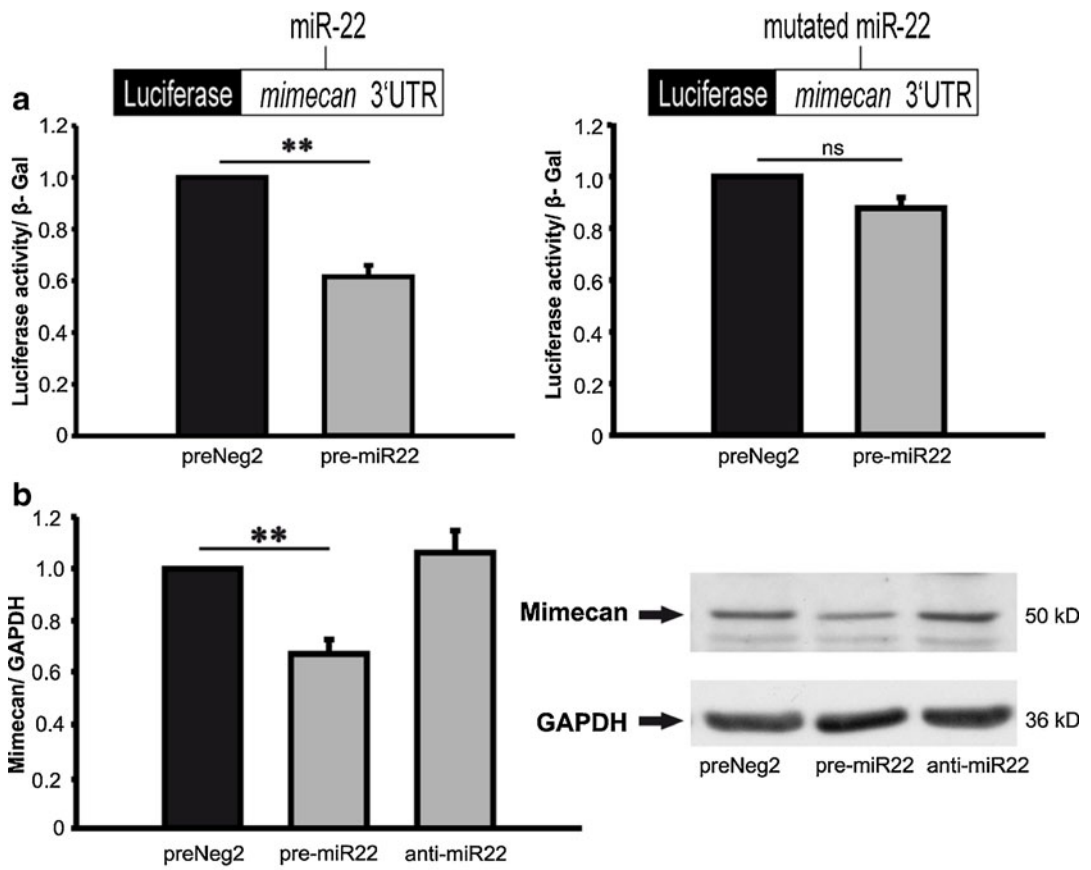 miR-22
Luciferase mimecan 3'UTR
mutated miR-22
Luciferase mimecan 3'UTR
a
Luciferase activity/ β- Gal
1.2
1.0
0.8
0.6
0.4
0.2
0
**
preNeg2 pre-miR22
Luciferase activity/ β- Gal
1.2
1.0
0.8
0.6
0.4
0.2
0
ns
preNeg2 pre-miR22
b
Mimecan/ GAPDH
1.2
1.0
0.8
0.6
0.4
0.2
0
**
preNeg2 pre-miR22 anti-miR22
Mimecan 50 kD
GAPDH 36 kD
preNeg2 pre-miR22 anti-miR22